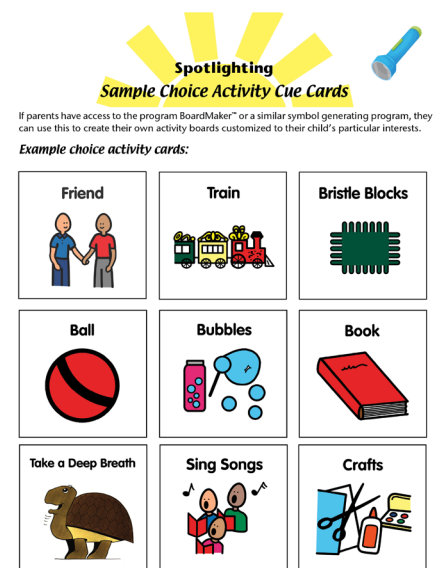 Spotlighting
Sample Choice Activity Cue Cards
If parents have access to the program BoardMaker™ or a similar symbol generating program, they
can use this to create their own activity boards customized to their child's particular interests.
Example choice activity cards:
Friend
Train
Bristle Blocks
Ball
Bubbles
Book
Take a Deep Breath
Sing Songs
Crafts